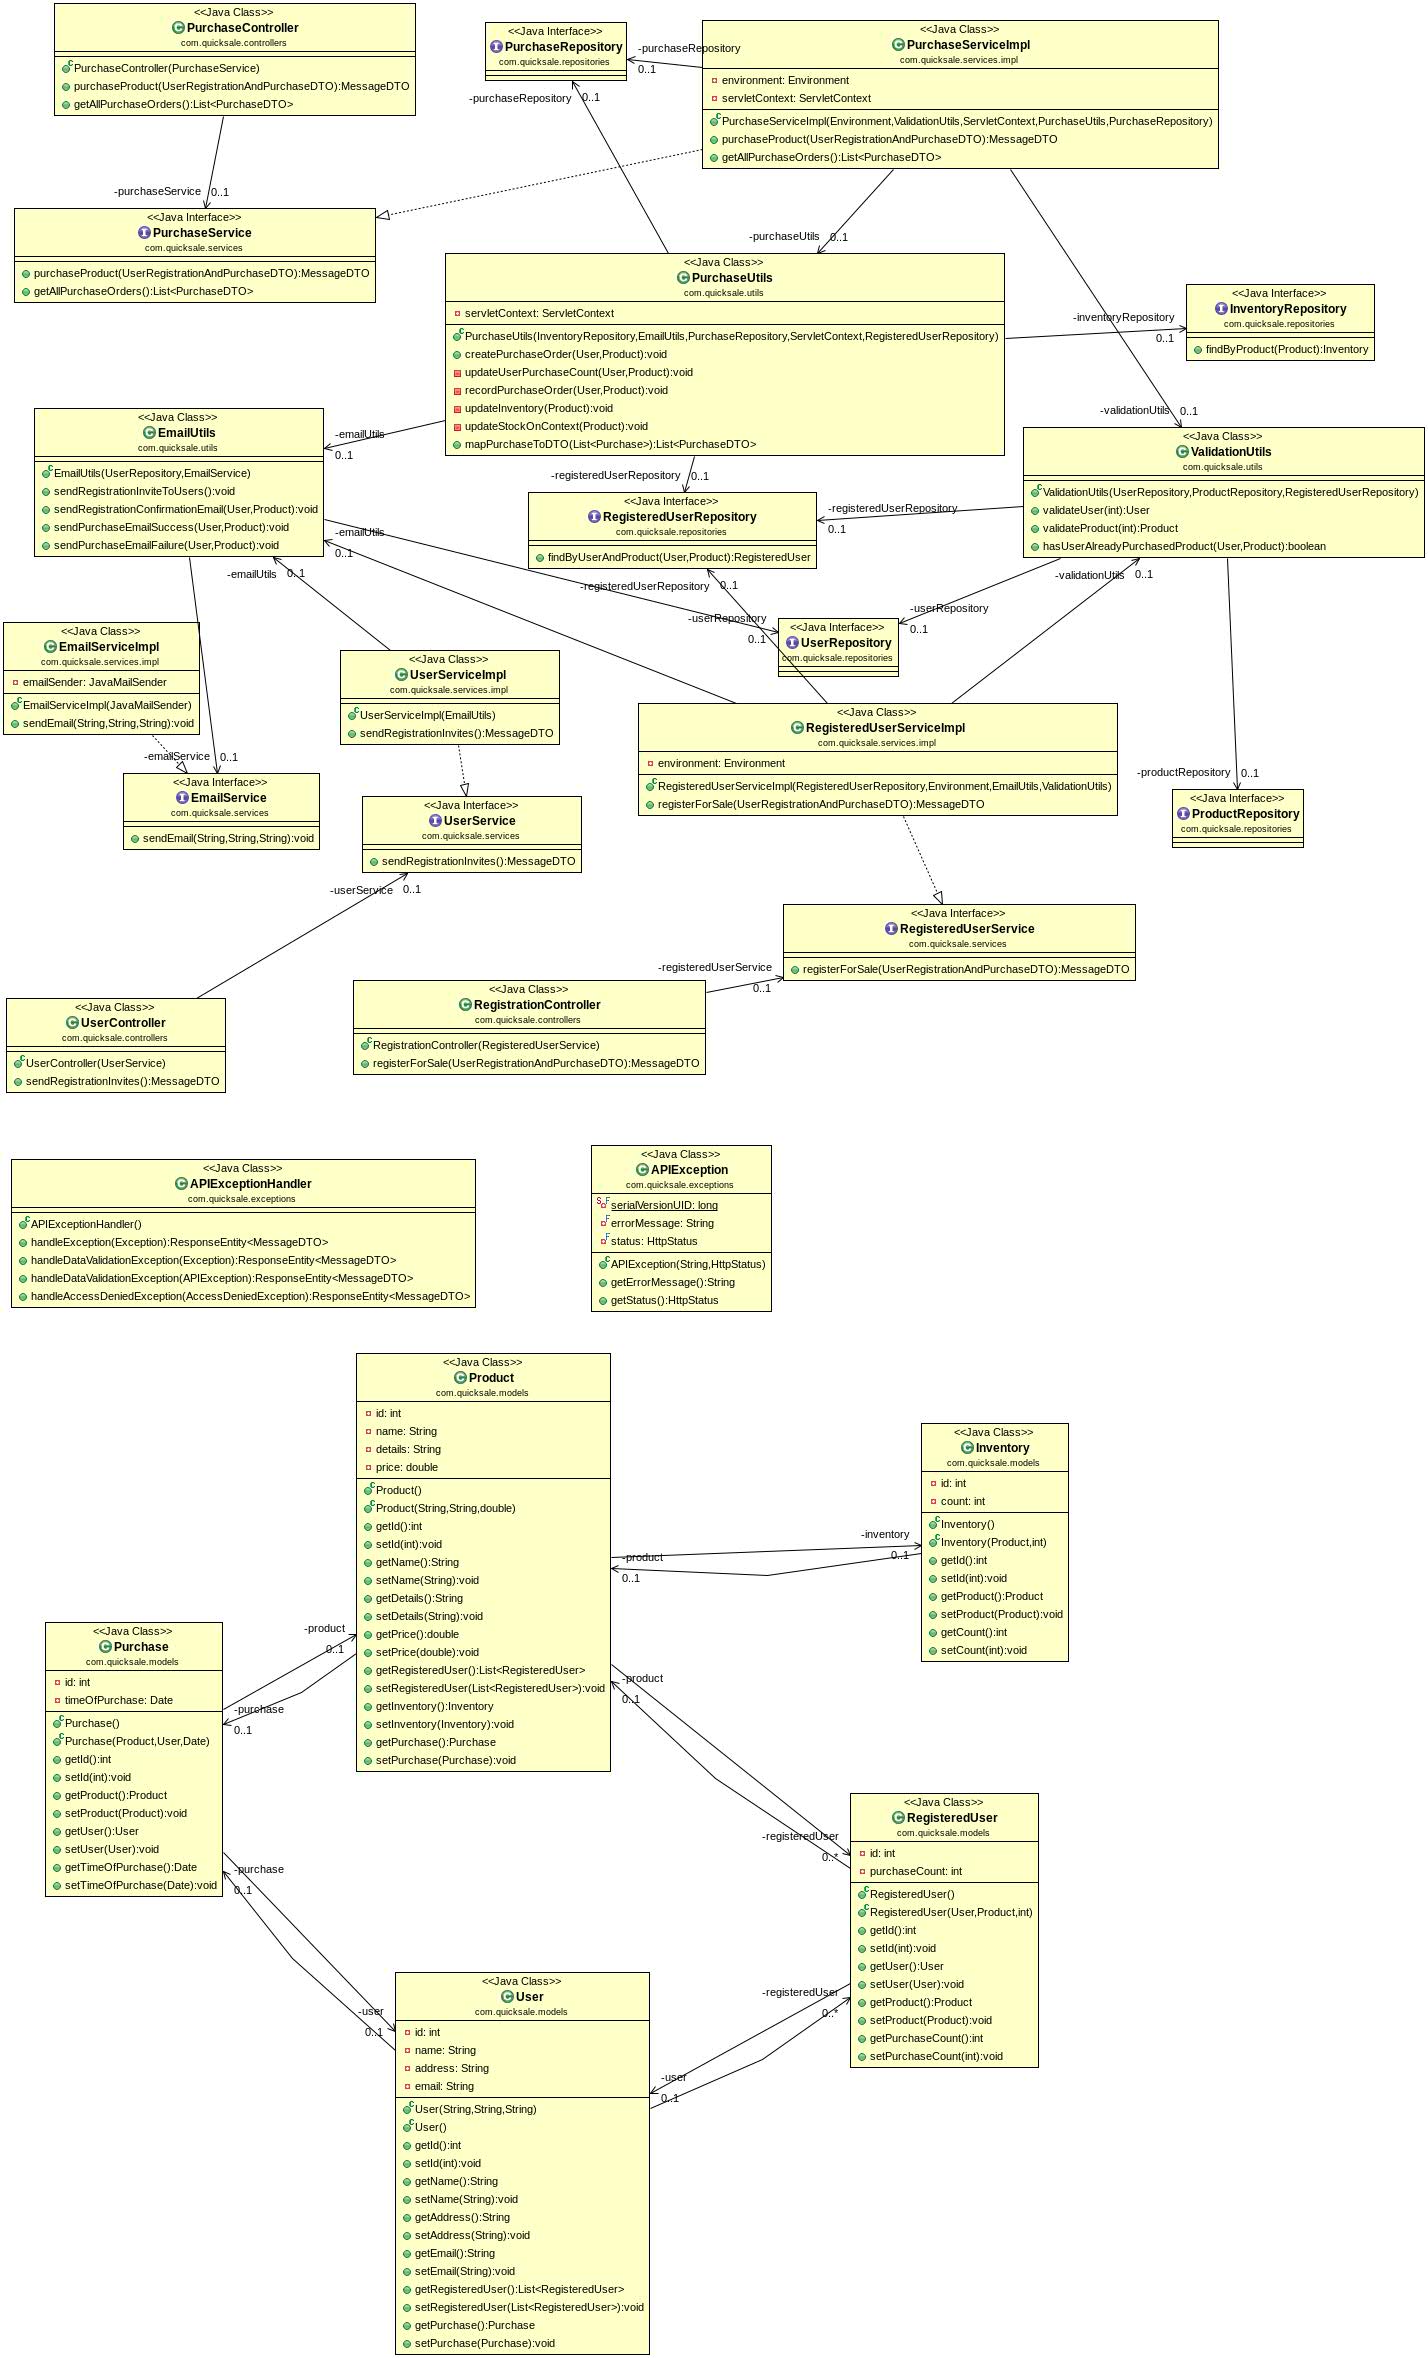 <<Java Class>>
PurchaseController
com.quicksale.controllers
PurchaseController(PurchaseService)
purchaseProduct(UserRegistrationAndPurchaseDTO):MessageDTO
getAllPurchaseOrders():List<PurchaseDTO>
<<Java Interface>>
PurchaseRepository
com.quicksale.repositories
-purchaseRepository
0..1
-purchaseRepository
0..1
<<Java Class>>
PurchaseServiceImpl
com.quicksale.services.impl
environment: Environment
servletContext: ServletContext
PurchaseServiceImpl(Environment,ValidationUtils,ServletContext,PurchaseUtils,PurchaseRepository)
purchaseProduct(UserRegistrationAndPurchaseDTO):MessageDTO
getAllPurchaseOrders():List<PurchaseDTO>
-purchaseService
0..1
<<Java Interface>>
PurchaseService
com.quicksale.services
purchaseProduct(UserRegistrationAndPurchaseDTO):MessageDTO
getAllPurchaseOrders():List<PurchaseDTO>
-purchaseUtils
0..1
<<Java Class>>
PurchaseUtils
com.quicksale.utils
servletContext: ServletContext
PurchaseUtils(InventoryRepository,EmailUtils,PurchaseRepository,ServletContext,RegisteredUserRepository)
createPurchaseOrder(User,Product):void
updateUserPurchaseCount(User,Product):void
recordPurchaseOrder(User,Product):void
updateInventory(Product):void
updateStockOnContext(Product):void
mapPurchaseToDTO(List<Purchase>):List<PurchaseDTO>
-inventoryRepository
0..1
<<Java Interface>>
InventoryRepository
com.quicksale.repositories
findByProduct(Product):Inventory
<<Java Class>>
EmailUtils
com.quicksale.utils
EmailUtils(UserRepository,EmailService)
sendRegistrationInviteToUsers():void
sendRegistrationConfirmationEmail(User,Product):void
sendPurchaseEmailSuccess(User,Product):void
sendPurchaseEmailFailure(User,Product):void
-emailUtils
0..1
-validationUtils
0..1
<<Java Class>>
ValidationUtils
com.quicksale.utils
ValidationUtils(UserRepository,ProductRepository,RegisteredUserRepository)
validateUser(int):User
validateProduct(int):Product
hasUserAlreadyPurchasedProduct(User,Product):boolean
-registeredUserRepository
0..1
<<Java Interface>>
RegisteredUserRepository
com.quicksale.repositories
findByUserAndProduct(User,Product):RegisteredUser
-registeredUserRepository
0..1
-emailUtils
0..1
-emailUtils
0..1
-registeredUserRepository
0..1
-userRepository
0..1
-userRepository
0..1
-validationUtils
0..1
<<Java Interface>>
UserRepository
com.quicksale.repositories
<<Java Class>>
EmailServiceImpl
com.quicksale.services.impl
emailSender: JavaMailSender
EmailServiceImpl(JavaMailSender)
sendEmail(String,String,String):void
<<Java Class>>
UserServiceImpl
com.quicksale.services.impl
UserServiceImpl(EmailUtils)
sendRegistrationInvites():MessageDTO
<<Java Class>>
RegisteredUserServiceImpl
com.quicksale.services.impl
environment: Environment
RegisteredUserServiceImpl(RegisteredUserRepository,Environment,EmailUtils,ValidationUtils)
registerForSale(UserRegistrationAndPurchaseDTO):MessageDTO
-emailService
0..1
<<Java Interface>>
EmailService
com.quicksale.services
sendEmail(String,String,String):void
<<Java Interface>>
UserService
com.quicksale.services
sendRegistrationInvites():MessageDTO
-productRepository
0..1
<<Java Interface>>
ProductRepository
com.quicksale.repositories
-userService
0..1
<<Java Interface>>
RegisteredUserService
com.quicksale.services
registerForSale(UserRegistrationAndPurchaseDTO):MessageDTO
-registeredUserService
0..1
<<Java Class>>
UserController
com.quicksale.controllers
UserController(UserService)
sendRegistrationInvites():MessageDTO
<<Java Class>>
RegistrationController
com.quicksale.controllers
RegistrationController(RegisteredUserService)
registerForSale(UserRegistrationAndPurchaseDTO):MessageDTO
<<Java Class>>
APIExceptionHandler
com.quicksale.exceptions
APIExceptionHandler()
handleException(Exception):ResponseEntity<MessageDTO>
handleDataValidationException(Exception):ResponseEntity<MessageDTO>
handleDataValidationException(APIException):ResponseEntity<MessageDTO>
handleAccessDeniedException(AccessDeniedException):ResponseEntity<MessageDTO>
<<Java Class>>
APIException
com.quicksale.exceptions
serialVersionUID: long
errorMessage: String
status: HttpStatus
APIException(String,HttpStatus)
getErrorMessage():String
getStatus():HttpStatus
<<Java Class>>
Product
com.quicksale.models
id: int
name: String
details: String
price: double
Product()
Product(String,String,double)
getId():int
setId(int):void
getName():String
setName(String):void
getDetails():String
setDetails(String):void
getPrice():double
setPrice(double):void
getRegisteredUser():List<RegisteredUser>
setRegisteredUser(List<RegisteredUser>):void
getInventory():Inventory
setInventory(Inventory):void
getPurchase():Purchase
setPurchase(Purchase):void
<<Java Class>>
Inventory
com.quicksale.models
id: int
count: int
Inventory()
Inventory(Product,int)
getId():int
setId(int):void
getProduct():Product
setProduct(Product):void
getCount():int
setCount(int):void
-inventory
0..1
-product
0..1
<<Java Class>>
Purchase
com.quicksale.models
id: int
timeOfPurchase: Date
Purchase()
Purchase(Product,User,Date)
getId():int
setId(int):void
getProduct():Product
setProduct(Product):void
getUser():User
setUser(User):void
getTimeOfPurchase():Date
setTimeOfPurchase(Date):void
-product
0..1
-purchase
0..1
-product
0..1
-registeredUser
0..*
<<Java Class>>
RegisteredUser
com.quicksale.models
id: int
purchaseCount: int
RegisteredUser()
RegisteredUser(User,Product,int)
getId():int
setId(int):void
getUser():User
setUser(User):void
getProduct():Product
setProduct(Product):void
getPurchaseCount():int
setPurchaseCount(int):void
-purchase
0..1
-user
0..1
-registeredUser
0..*
-user
0..1
<<Java Class>>
User
com.quicksale.models
id: int
name: String
address: String
email: String
User(String,String,String)
User()
getId():int
setId(int):void
getName():String
setName(String):void
getAddress():String
setAddress(String):void
getEmail():String
setEmail(String):void
getRegisteredUser():List<RegisteredUser>
setRegisteredUser(List<RegisteredUser>):void
getPurchase():Purchase
setPurchase(Purchase):void